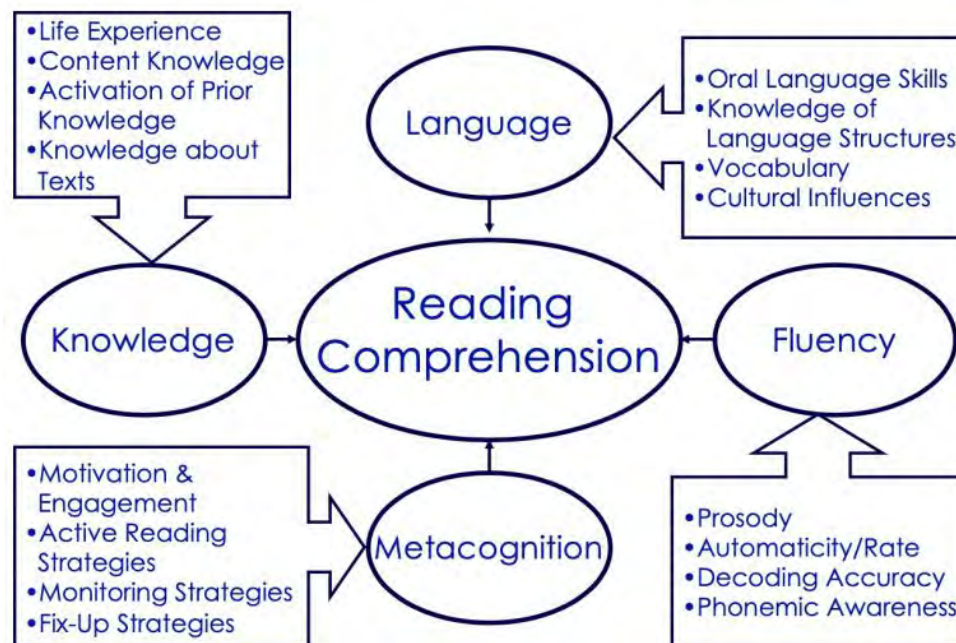 •Life Experience
•Content Knowledge
•Activation of Prior
Knowledge
•Knowledge about
Texts
Language
•Oral Language Skills
•Knowledge of
Language Structures
•Vocabulary
•Cultural Influences
Knowledge
Reading
Comprehension
Fluency
•Motivation &
Engagement
•Active Reading
Strategies
•Monitoring Strategies
•Fix-Up Strategies
Metacognition
•Prosody
•Automaticity/Rate
•Decoding Accuracy
•Phonemic Awareness